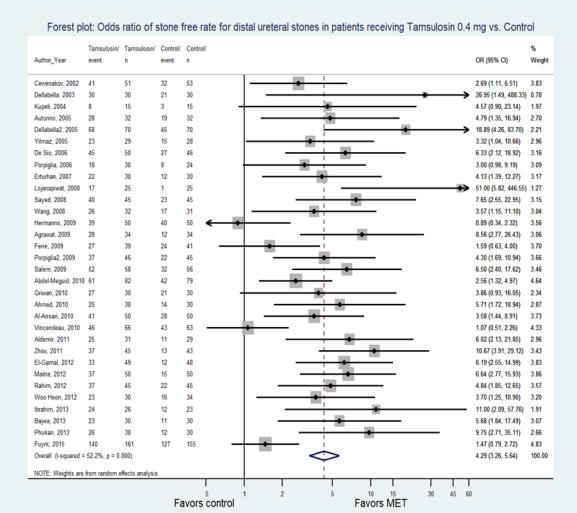 Forest plot: Odds ratio of stone free rate for distal ureteral stones in patients receiving Tamsulosin 0.4 mg vs. Control
Tamsulosin/ Tamsulosin/ Control/ Control/ %
Author_Year event n event n OR (95% CI) Weight
Cervenakov, 2002 41 51 32 53 2.69 (1.11, 6.51) 3.83
Dellabella, 2003 30 30 21 30 26.95 (1.49, 488.33) 0.78
Kupeli, 2004 8 15 3 15 4.57 (0.90, 23.14) 1.97
Autorino, 2005 28 32 19 32 4.79 (1.35, 16.94) 2.70
Dellabella2, 2005 68 70 45 70 18.89 (4.26, 83.70) 2.21
Yilmaz, 2005 23 29 15 28 3.32 (1.04, 10.66) 2.96
De Sio, 2006 45 50 27 46 6.33 (2.12, 18.92) 3.16
Porpiglia, 2006 18 30 8 24 3.00 (0.98, 9.19) 3.09
Erturhan, 2007 22 30 12 30 4.13 (1.39, 12.27) 3.17
Lojanapiwat, 2008 17 25 1 25 51.00 (5.82, 446.55) 1.27
Sayed, 2008 40 45 23 45 7.65 (2.55, 22.95) 3.15
Wang, 2008 26 32 17 31 3.57 (1.15, 11.10) 3.04
Hermanns, 2009 39 50 40 50 0.89 (0.34, 2.32) 3.56
Agrawal, 2009 28 34 12 34 8.56 (2.77, 26.43) 3.06
Ferre, 2009 27 39 24 41 1.59 (0.63, 4.00) 3.70
Porpiglia2, 2009 37 46 22 45 4.30 (1.69, 10.94) 3.66
Salem, 2009 52 58 32 66 6.50 (2.40, 17.62) 3.46
Abdel-Meguid, 2010 61 82 42 79 2.56 (1.32, 4.97) 4.64
Griwan, 2010 27 30 21 30 3.86 (0.93, 16.05) 2.34
Ahmed, 2010 25 30 14 30 5.71 (1.72, 18.94) 2.87
Al-Ansari, 2010 41 50 28 50 3.58 (1.44, 8.91) 3.73
Vincendeau, 2010 46 66 43 63 1.07 (0.51, 2.26) 4.33
Aldemir, 2011 25 31 11 29 6.82 (2.13, 21.85) 2.96
Zhou, 2011 37 45 13 43 10.67 (3.91, 29.12) 3.43
El-Gamal, 2012 33 49 12 48 6.19 (2.55, 14.99) 3.83
Maitra, 2012 37 50 15 50 6.64 (2.77, 15.93) 3.86
Rahim, 2012 37 45 22 45 4.84 (1.85, 12.65) 3.57
Woo Heon, 2012 23 30 16 34 3.70 (1.25, 10.90) 3.20
Ibrahim, 2013 24 26 12 23 11.00 (2.09, 57.76) 1.91
Bajwa, 2013 23 30 11 30 5.68 (1.84, 17.49) 3.07
Phukan, 2013 26 30 12 30 9.75 (2.71, 35.11) 2.66
Fuyrk, 2015 140 161 127 155 1.47 (0.79, 2.72) 4.83
Overall (I-squared = 52.2%, p = 0.000) 4.29 (3.26, 5.64) 100.00
NOTE: Weights are from random effects analysis
.5 1 2 5 10 15 30 45 60
Favors control Favors MET